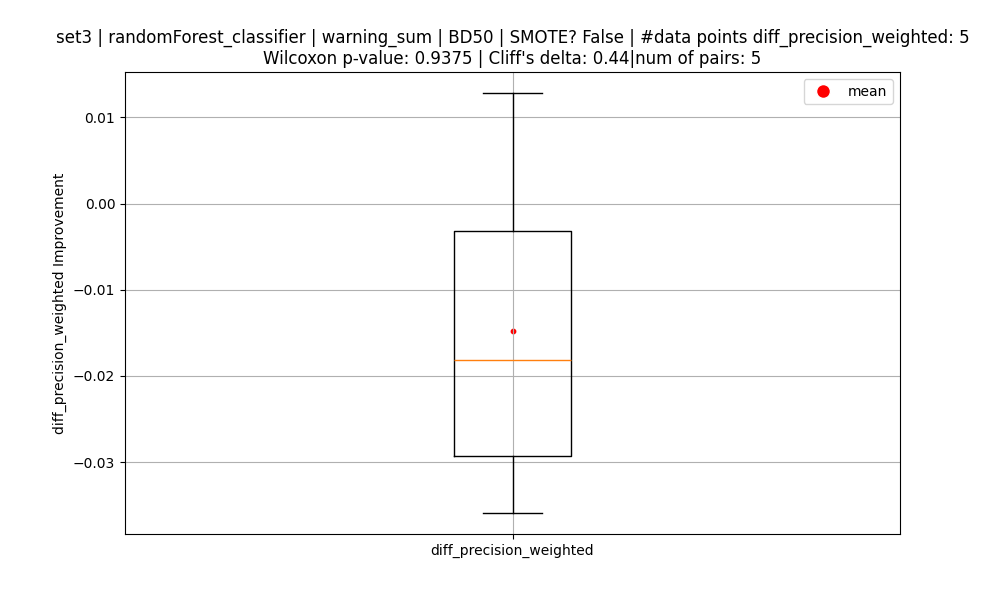 set3 | randomForest_classifier | warning_sum | BD50 | SMOTE? False | #data points diff_precision_weighted: 5
Wilcoxon p-value: 0.9375 | Cliff's delta: 0.44|num of pairs: 5
mean
0.01
0.00
−0.01
−0.02
−0.03
diff_precision_weighted Improvement
diff_precision_weighted